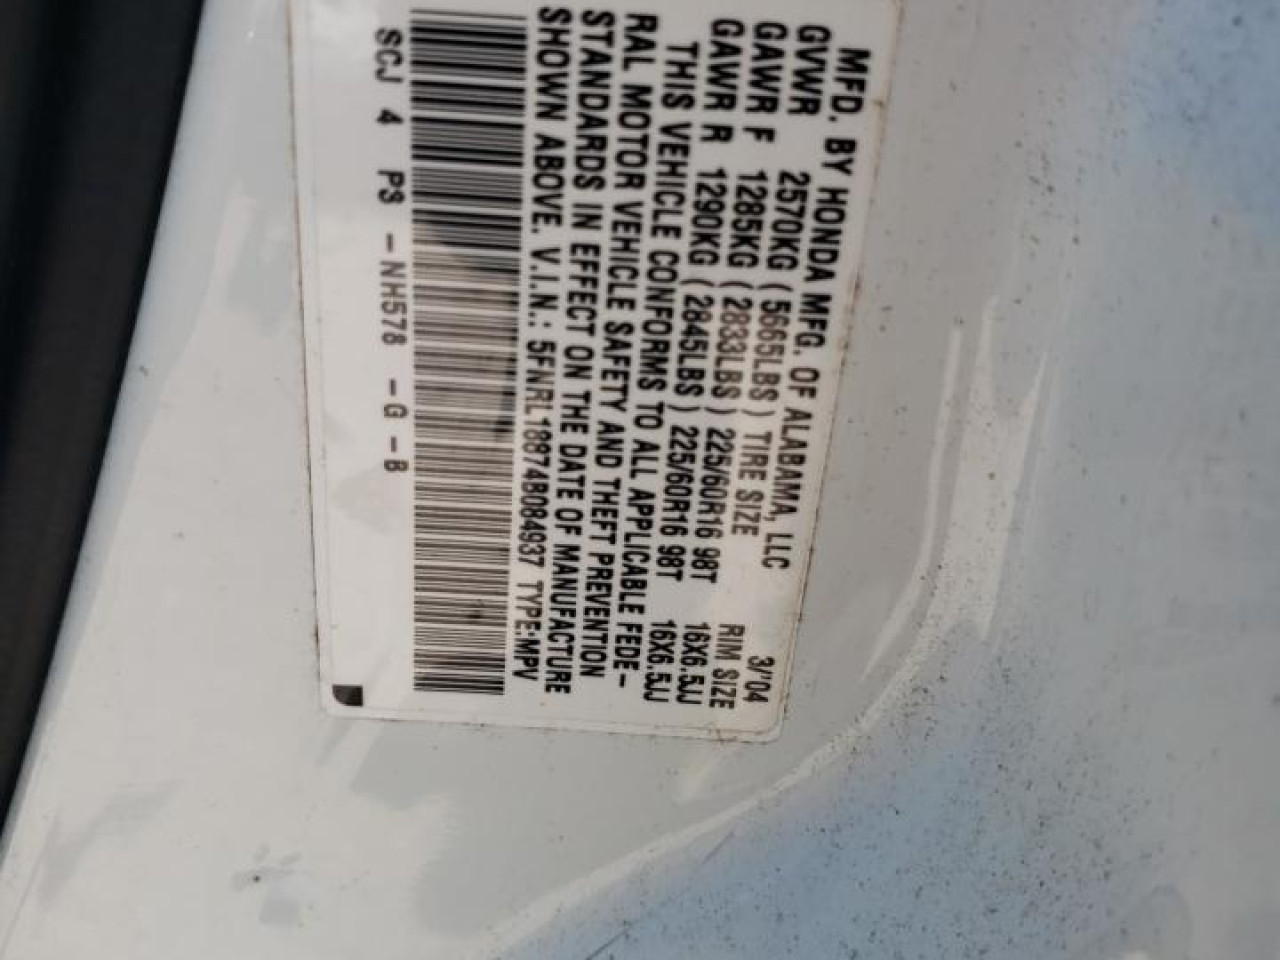 MFD. BY HONDA MFG. OF ALABAMA, LLC 3/'04
GVWR 2570KG (5665LBS) TIRE SIZE RIM SIZE
GAWR F 1285KG (2833LBS) 225/60R16 98T 16X6.5JJ
GAWR R 1290KG (2845LBS) 225/60R16 98T 16X6.5JJ
THIS VEHICLE CONFORMS TO ALL APPLICABLE FEDE-
RAL MOTOR VEHICLE SAFETY AND THEFT PREVENTION
STANDARDS IN EFFECT ON THE DATE OF MANUFACTURE
SHOWN ABOVE. V.I.N.: 5FNRL18874B084937 TYPE:MPV
SCJ 4 PS -NH578 -G -B